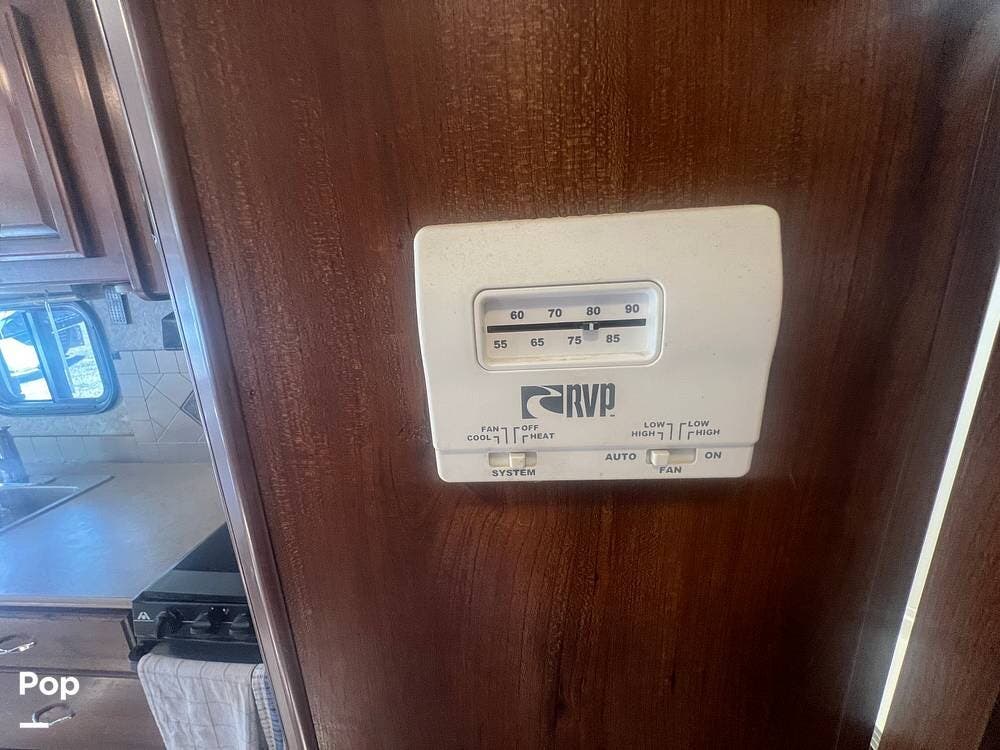 60 70 80 90
55 65 75 85
RVP
FAN OFF
COOL HEAT
LOW LOW
HIGH HIGH
AUTO ON
SYSTEM
FAN
Pop